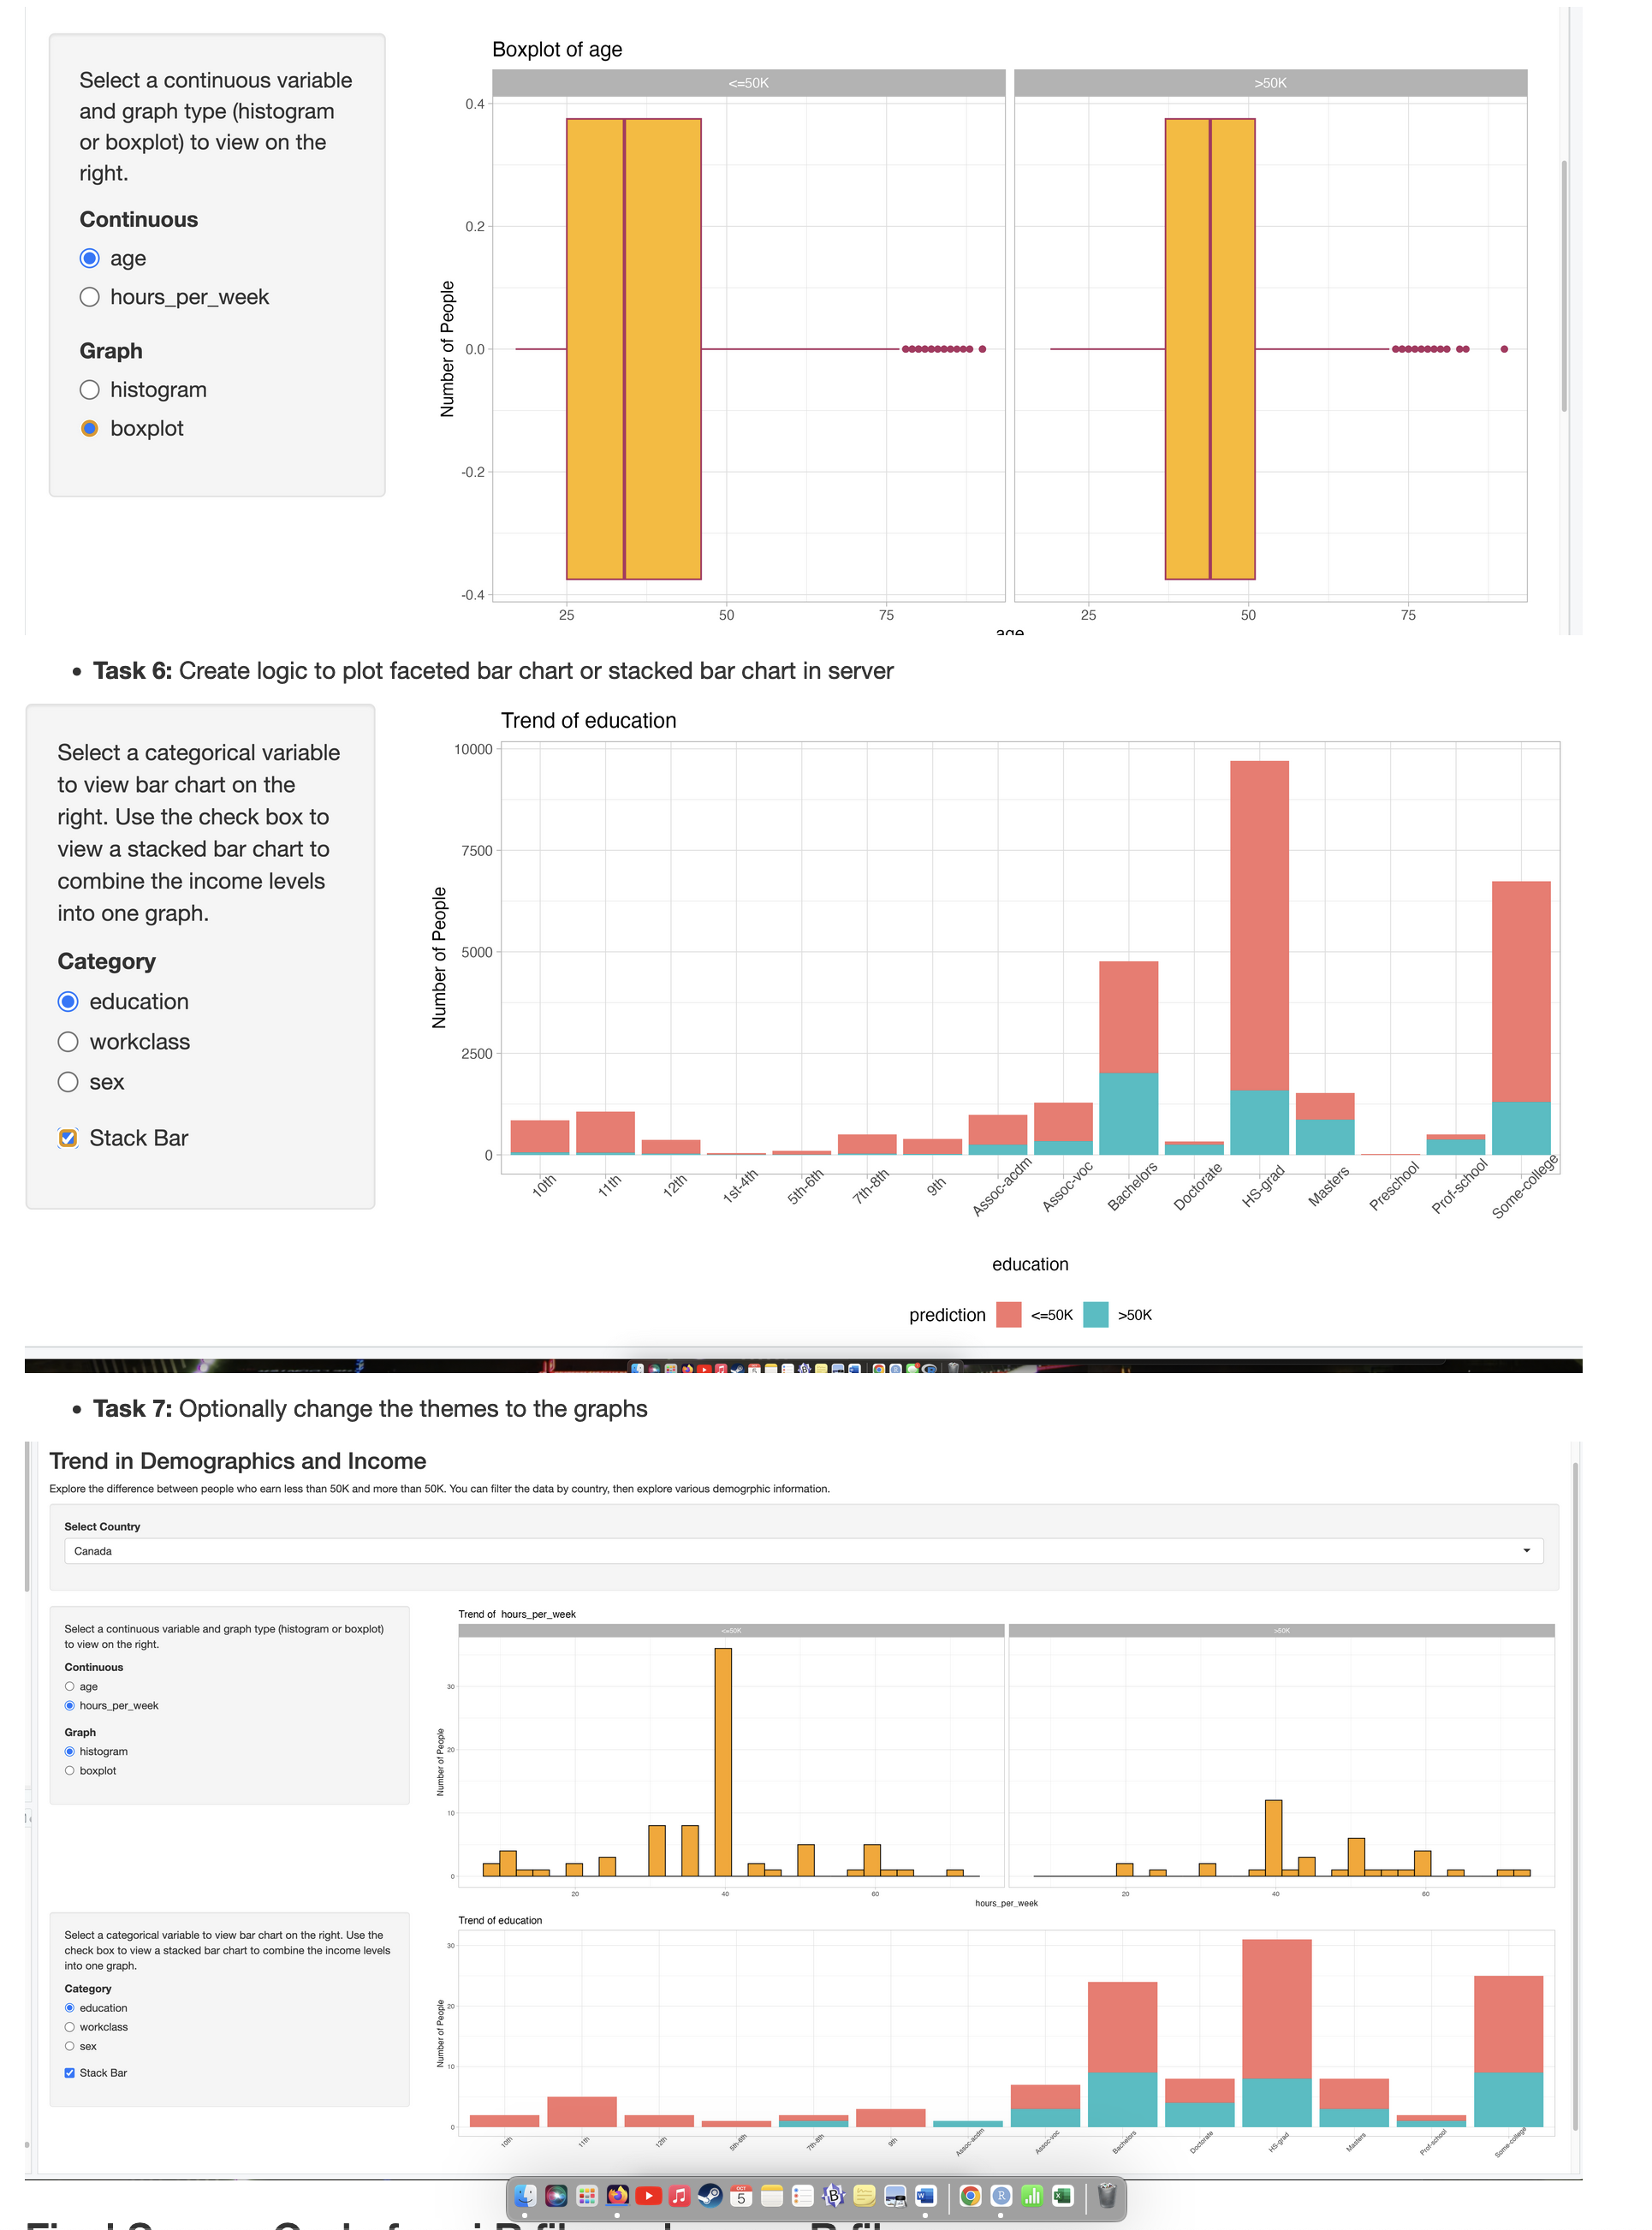 Boxplot of age
Select a continuous variable
and graph type (histogram
or boxplot) to view on the
right.
Continuous
age
hours_per_week
Graph
histogram
boxplot
<=50K
>50K
Number of People
0.4
0.2
0.0
-0.2
-0.4
25
50
75
25
50
75
age
• Task 6: Create logic to plot faceted bar chart or stacked bar chart in server
Select a categorical variable
to view bar chart on the
right. Use the check box to
view a stacked bar chart to
combine the income levels
into one graph.
Category
education
workclass
sex
Stack Bar
Trend of education
Number of People
10000
7500
5000
2500
0
10th
11th
12th
1st-4th
5th-6th
7th-8th
9th
Assoc-acdm
Assoc-voc
Bachelors
Doctorate
HS-grad
Masters
Preschool
Prof-school
Some-college
education
prediction
<=50K
>50K
• Task 7: Optionally change the themes to the graphs
Trend in Demographics and Income
Explore the difference between people who earn less than 50K and more than 50K. You can filter the data by country, then explore various demogrphic information.
Select Country
Canada
Select a continuous variable and graph type (histogram or boxplot)
to view on the right.
Continuous
age
hours_per_week
Graph
histogram
boxplot
Trend of hours_per_week
<=50K
>50K
Number of People
30
20
10
0
20
40
60
20
40
60
hours_per_week
Select a categorical variable to view bar chart on the right. Use the
check box to view a stacked bar chart to combine the income levels
into one graph.
Category
education
workclass
sex
Stack Bar
Trend of education
Number of People
30
20
10
0
10th
11th
12th
5th-6th
7th-8th
9th
Assoc-acdm
Assoc-voc
Bachelors
Doctorate
HS-grad
Masters
Prof-school
Some-college
OCT
5